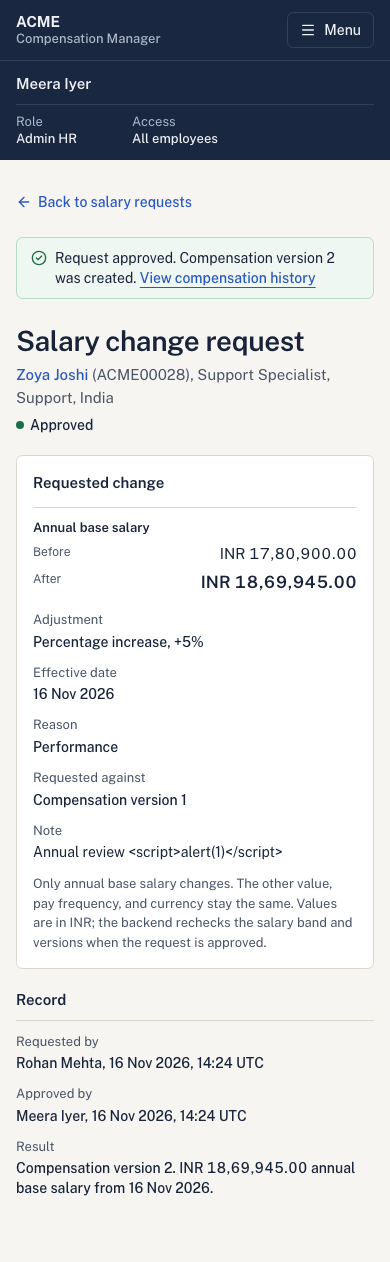 ACME
Compensation Manager
Menu
Meera Iyer
Role
Access
Admin HR
All employees
Back to salary requests
Request approved. Compensation version 2
was created. View compensation history
Salary change request
Zoya Joshi (ACME00028), Support Specialist,
Support, India
Approved
Requested change
Annual base salary
Before
INR 17,80,900.00
After
INR 18,69,945.00
Adjustment
Percentage increase, +5%
Effective date
16 Nov 2026
Reason
Performance
Requested against
Compensation version 1
Note
Annual review <script>alert(1)</script>
Only annual base salary changes. The other value,
pay frequency, and currency stay the same. Values
are in INR; the backend rechecks the salary band and
versions when the request is approved.
Record
Requested by
Rohan Mehta, 16 Nov 2026, 14:24 UTC
Approved by
Meera Iyer, 16 Nov 2026, 14:24 UTC
Result
Compensation version 2. INR 18,69,945.00 annual
base salary from 16 Nov 2026.